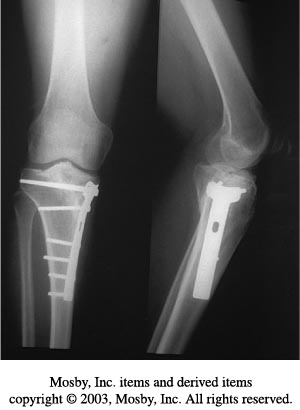 Mosby, Inc. items and derived items
copyright © 2003, Mosby, Inc. All rights reserved.